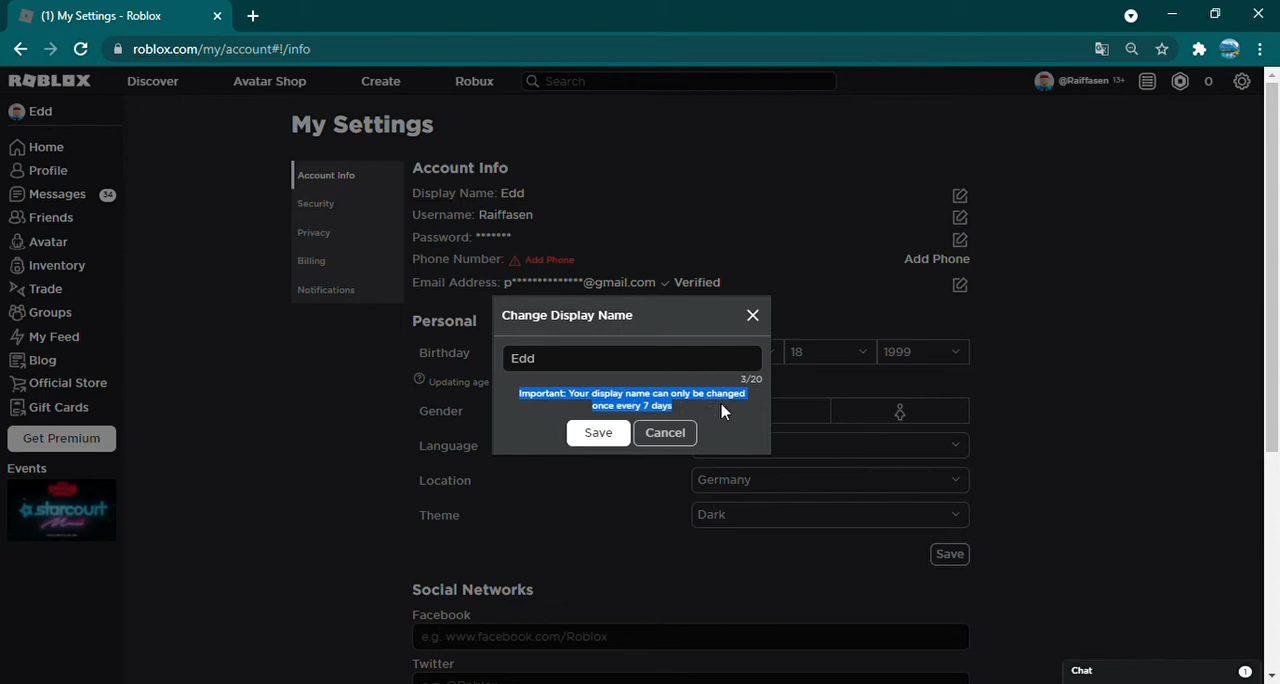 (1) My Settings - Roblox
roblox.com/my/account#!/info
ROBLOX
Discover
Avatar Shop
Create
Robux
Search
@Raiffasen 13+
0
Edd
Home
Profile
Messages 34
Friends
Avatar
Inventory
Trade
Groups
My Feed
Blog
Official Store
Gift Cards
Get Premium
Events
starcourt
My Settings
Account Info
Security
Privacy
Billing
Notifications
Account Info
Display Name: Edd
Username: Raiffasen
Password: *******
Phone Number: Add Phone
Add Phone
Email Address: p**************@gmail.com ✓ Verified
Change Display Name
Edd
3/20
Important: Your display name can only be changed
once every 7 days
Save
Cancel
Personal
Birthday
18
1999
Updating age
Gender
Language
Location
Germany
Theme
Dark
Save
Social Networks
Facebook
e.g. www.facebook.com/Roblox
Twitter
Chat
1